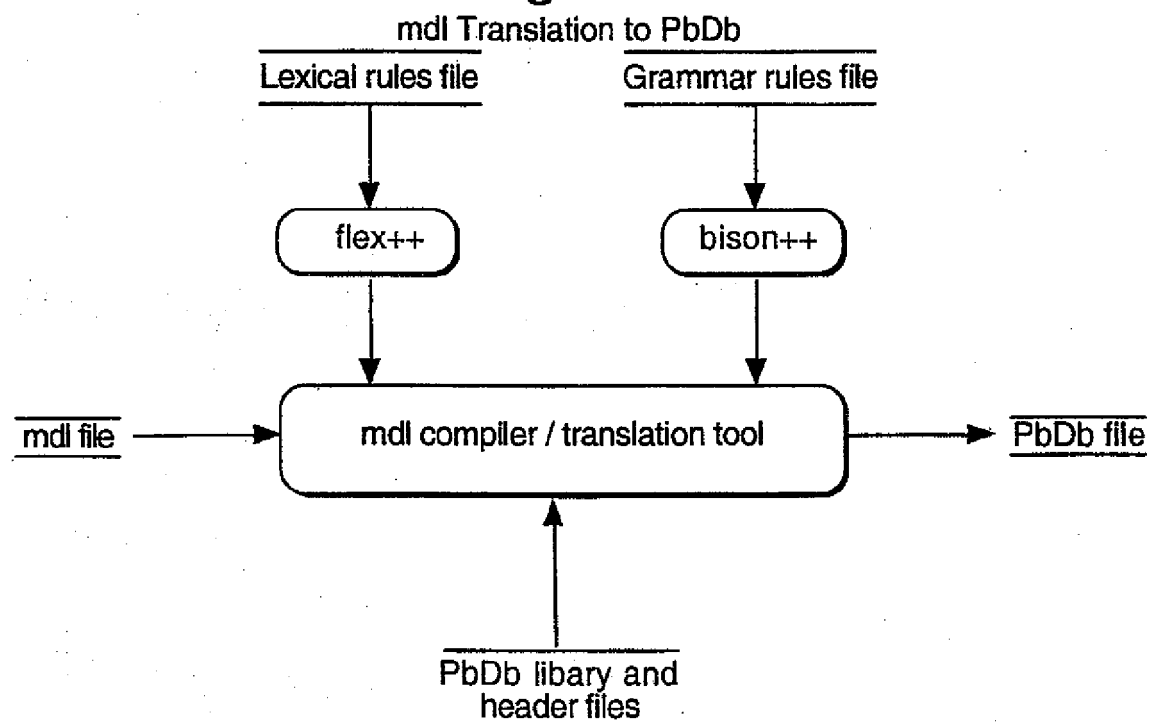 mdl Translation to PbDb
Lexical rules file
Grammar rules file
flex++
bison++
mdl file
mdl compiler / translation tool
PbDb file
PbDb libary and
header files